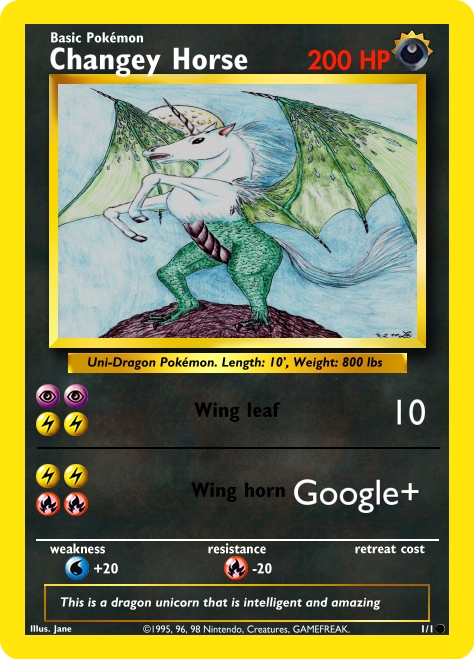 Basic Pokémon
Changey Horse
200 HP
Uni-Dragon Pokémon. Length: 10', Weight: 800 lbs
Wing leaf 10
Wing horn Google+
weakness resistance retreat cost
+20 -20
This is a dragon unicorn that is intelligent and amazing
Illus. Jane ©1995, 96, 98 Nintendo, Creatures, GAMEFREAK. 1/1